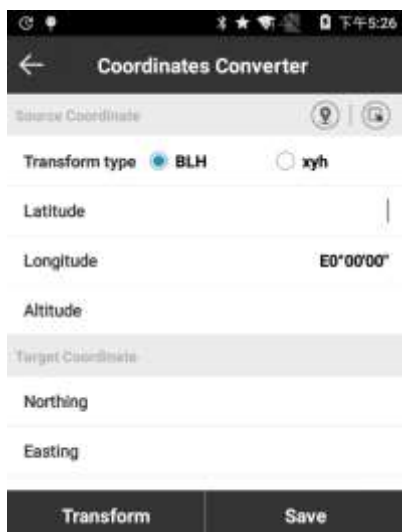 下午5:26
Coordinates Converter
Source Coordinate
Transform type BLH xyh
Latitude
Longitude E0°00'00"
Altitude
Target Coordinate
Northing
Easting
Transform Save